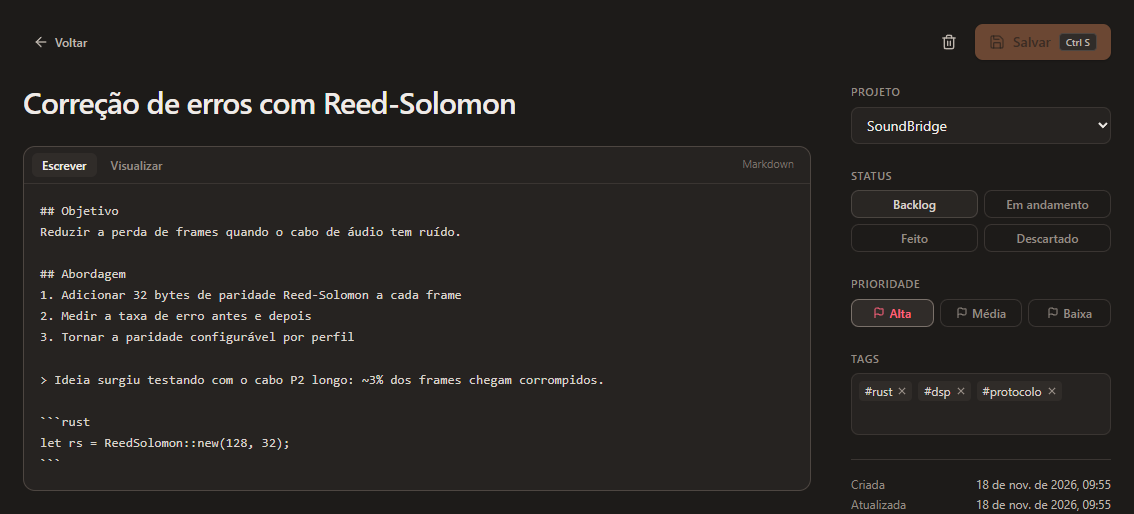 Voltar
Salvar Ctrl S
Correção de erros com Reed-Solomon
Escrever Visualizar Markdown
## Objetivo
Reduzir a perda de frames quando o cabo de áudio tem ruído.
## Abordagem
1. Adicionar 32 bytes de paridade Reed-Solomon a cada frame
2. Medir a taxa de erro antes e depois
3. Tornar a paridade configurável por perfil
> Ideia surgiu testando com o cabo P2 longo: ~3% dos frames chegam corrompidos.
```rust
let rs = ReedSolomon::new(128, 32);
```
PROJETO
SoundBridge
STATUS
Backlog Em andamento
Feito Descartado
PRIORIDADE
Alta Média Baixa
TAGS
#rust × #dsp × #protocolo ×
Criada 18 de nov. de 2026, 09:55
Atualizada 18 de nov. de 2026, 09:55